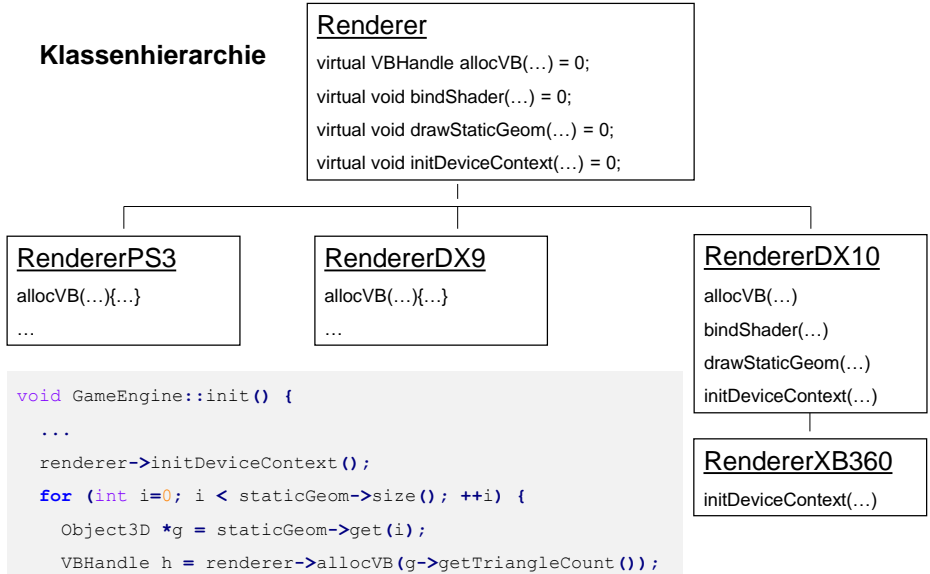 Klassenhierarchie
Renderer
virtual VBHandle allocVB(…) = 0;
virtual void bindShader(…) = 0;
virtual void drawStaticGeom(…) = 0;
virtual void initDeviceContext(…) = 0;
RendererPS3
allocVB(…){…}
…
RendererDX9
allocVB(…){…}
…
RendererDX10
allocVB(…)
bindShader(…)
drawStaticGeom(…)
initDeviceContext(…)
RendererXB360
initDeviceContext(…)
void GameEngine::init() {
...
renderer->initDeviceContext();
for (int i=0; i < staticGeom->size(); ++i) {
Object3D *g = staticGeom->get(i);
VBHandle h = renderer->allocVB(g->getTriangleCount());